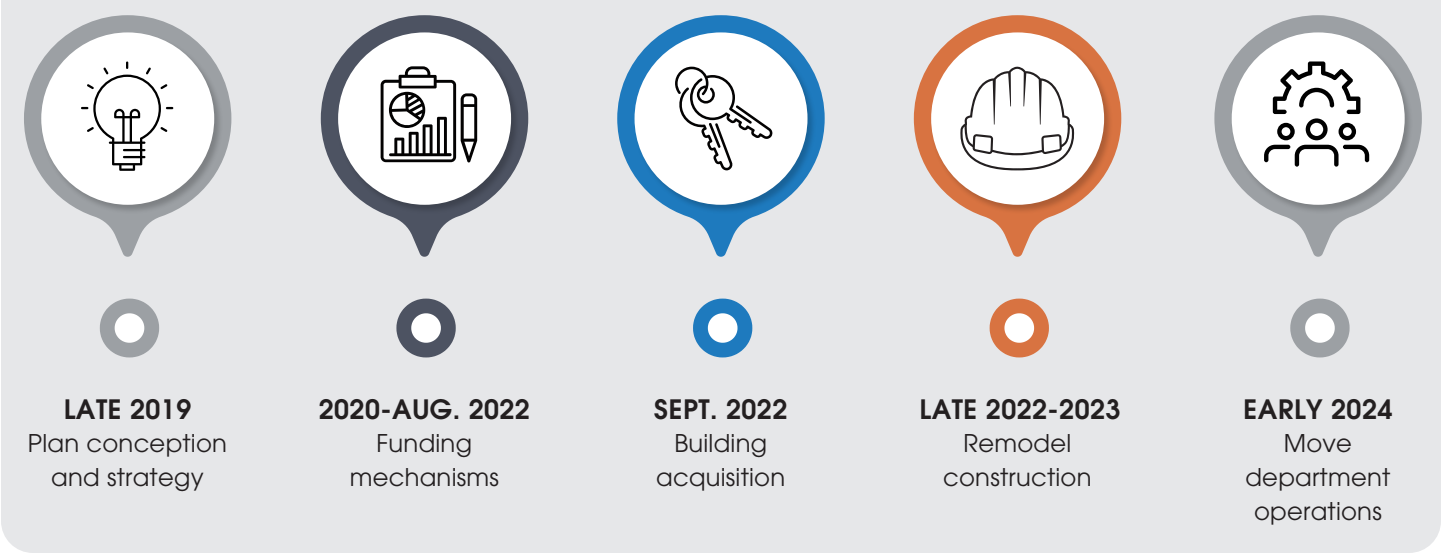 LATE 2019
Plan conception
and strategy
2020-AUG. 2022
Funding
mechanisms
SEPT. 2022
Building
acquisition
LATE 2022-2023
Remodel
construction
EARLY 2024
Move
department
operations